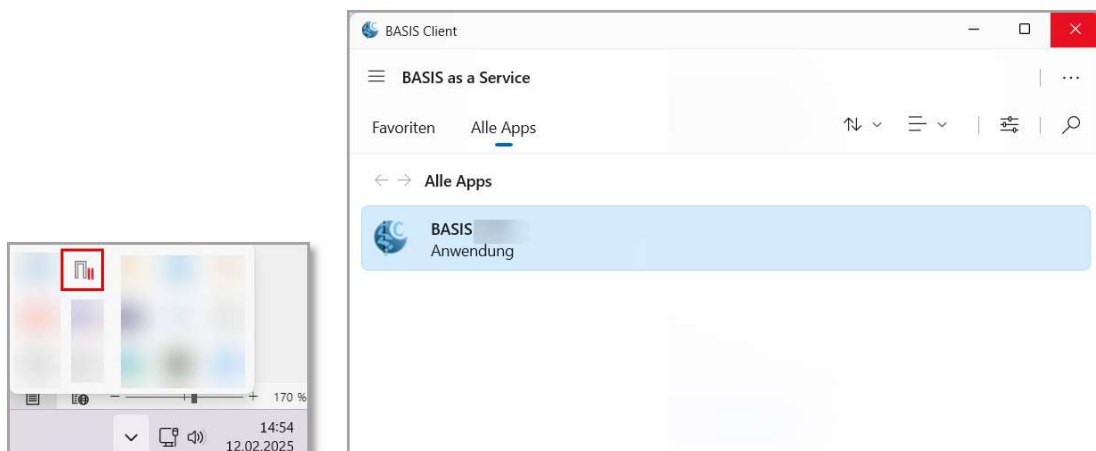 170 %
14:54
12.02.2025
BASIS Client
BASIS as a Service
Favoriten Alle Apps
Alle Apps
BASIS
Anwendung